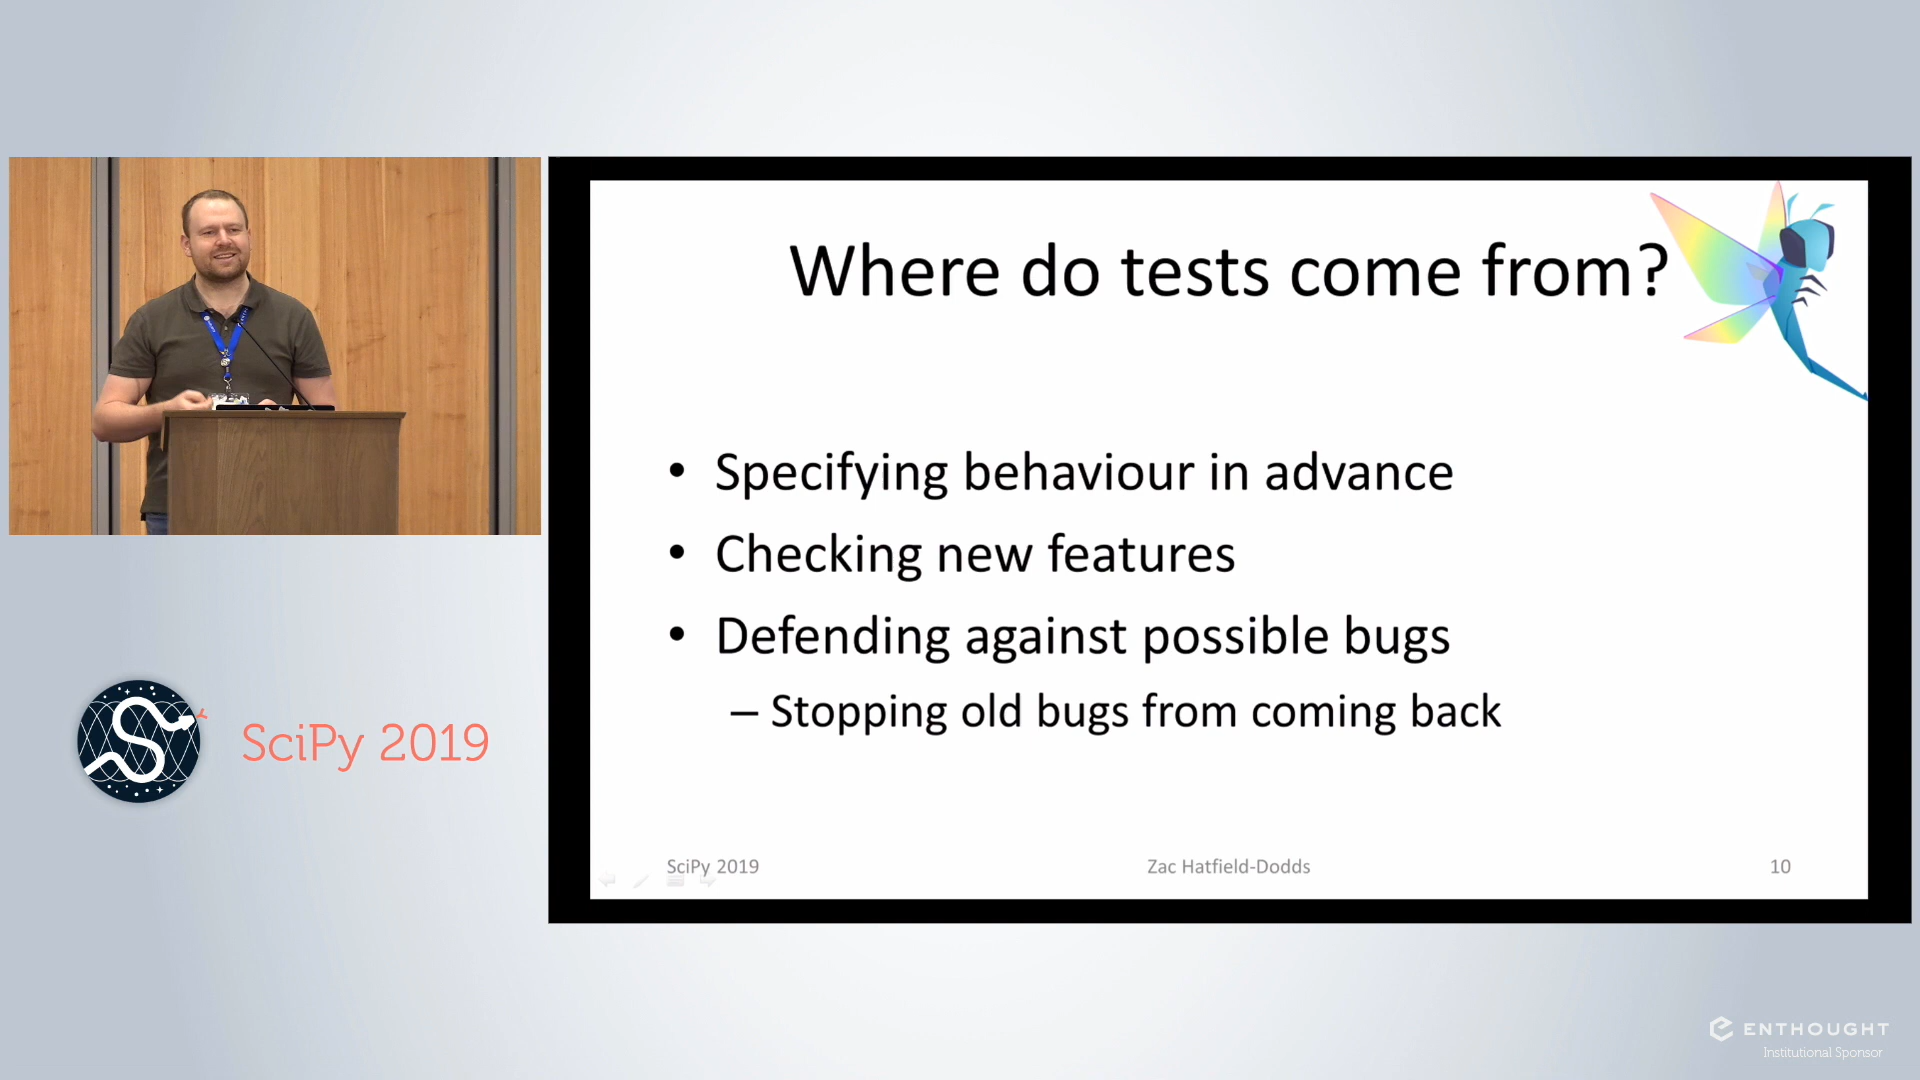 Where do tests come from?
• Specifying behaviour in advance
• Checking new features
• Defending against possible bugs
– Stopping old bugs from coming back
SciPy 2019
Zac Hatfield-Dodds
10
SciPy 2019
ENTHOUGHT
Institutional Sponsor